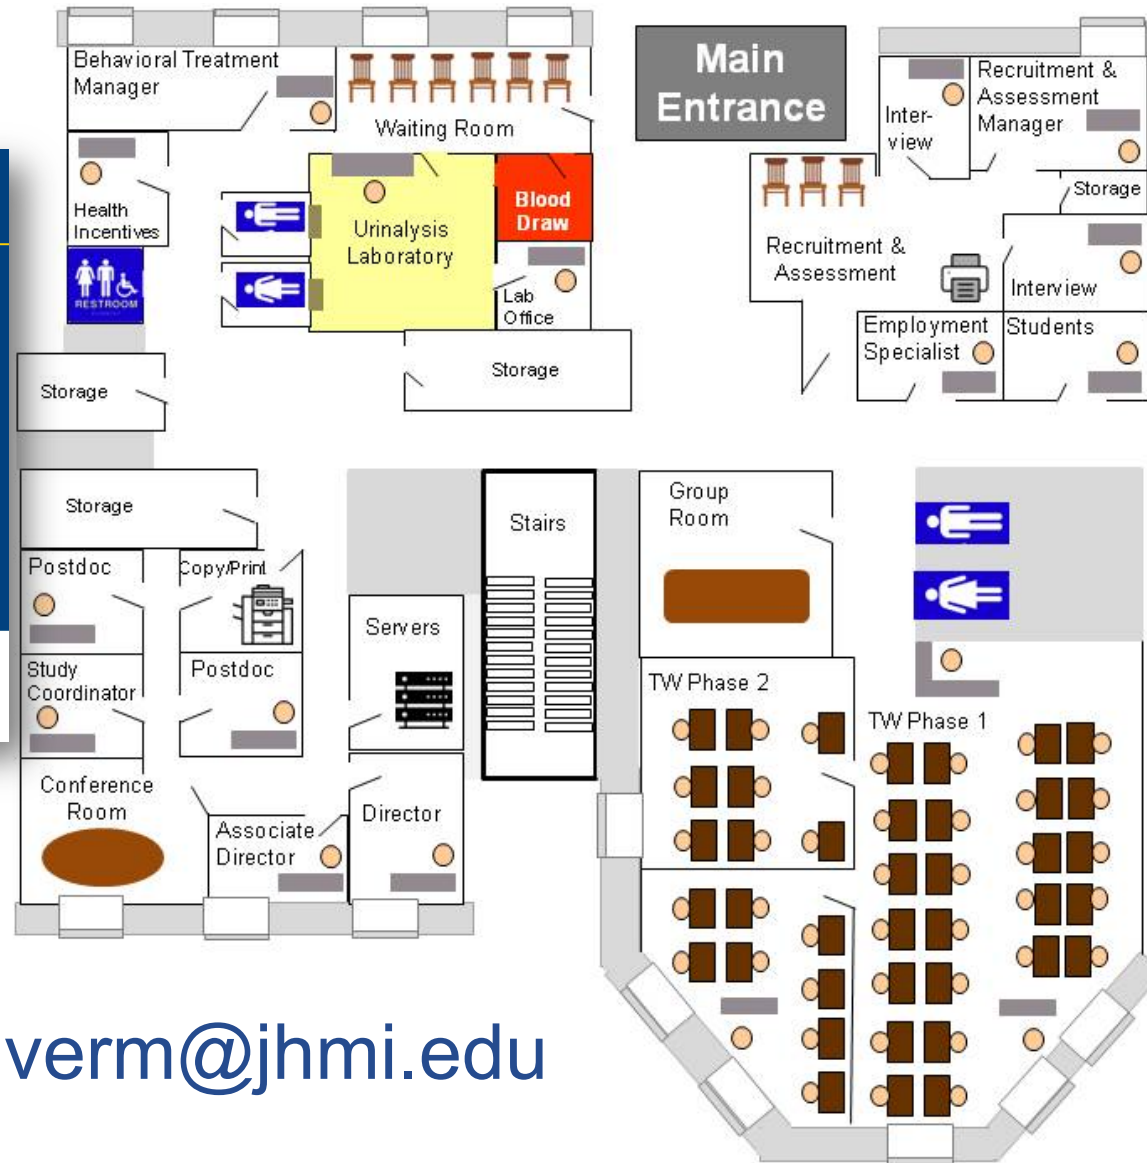 Behavioral Treatment
Manager
Waiting Room
Main
Entrance
Inter-
view
Recruitment &
Assessment
Manager
Storage
Health
Incentives
RESTROOM
Urinalysis
Laboratory
Blood
Draw
Lab
Office
Storage
Recruitment &
Assessment
Interview
Employment
Specialist
Students
Storage
Storage
Postdoc
Copy/Print
Study
Coordinator
Postdoc
Servers
Stairs
Group
Room
TW Phase 2
TW Phase 1
Conference
Room
Associate
Director
Director
verm@jhmi.edu